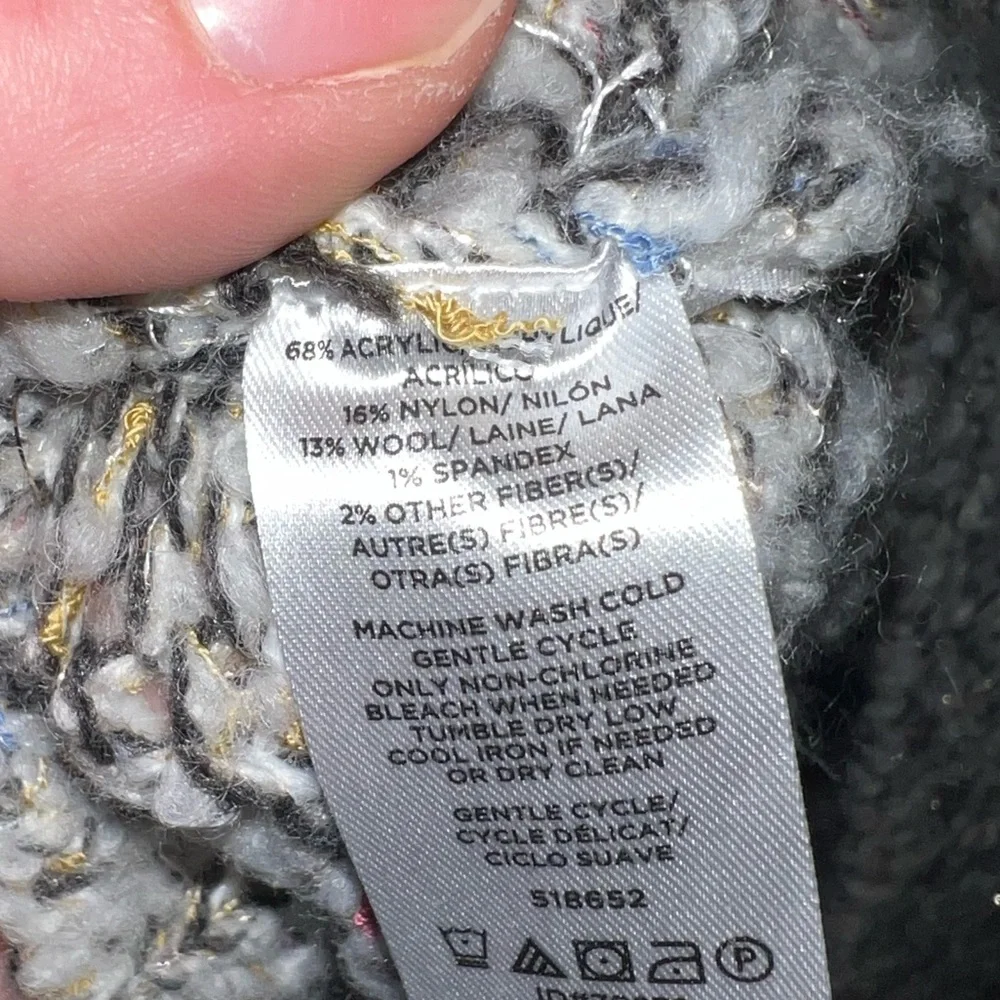 68% ACRYLIC/
ACRÍLICO
16% NYLON/ NILÓN
13% WOOL/ LAINE/ LANA
1% SPANDEX
2% OTHER FIBER(S)/
AUTRE(S) FIBRE(S)/
OTRA(S) FIBRA(S)
MACHINE WASH COLD
GENTLE CYCLE
ONLY NON-CHLORINE
BLEACH WHEN NEEDED
TUMBLE DRY LOW
COOL IRON IF NEEDED
OR DRY CLEAN
GENTLE CYCLE/
CYCLE DÉLICAT/
CICLO SUAVE
518652
P